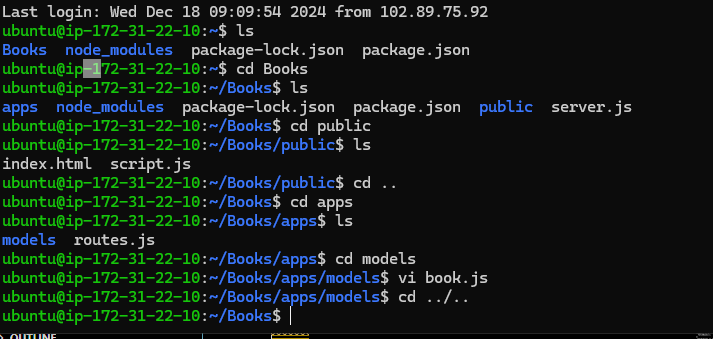 Last login: Wed Dec 18 09:09:54 2024 from 102.89.75.92
ubuntu@ip-172-31-22-10:~$ ls
Books  node_modules  package-lock.json  package.json
ubuntu@ip-172-31-22-10:~$ cd Books
ubuntu@ip-172-31-22-10:~/Books$ ls
apps  node_modules  package-lock.json  package.json  public  server.js
ubuntu@ip-172-31-22-10:~/Books$ cd public
ubuntu@ip-172-31-22-10:~/Books/public$ ls
index.html  script.js
ubuntu@ip-172-31-22-10:~/Books/public$ cd ..
ubuntu@ip-172-31-22-10:~/Books$ cd apps
ubuntu@ip-172-31-22-10:~/Books/apps$ ls
models  routes.js
ubuntu@ip-172-31-22-10:~/Books/apps$ cd models
ubuntu@ip-172-31-22-10:~/Books/apps/models$ vi book.js
ubuntu@ip-172-31-22-10:~/Books/apps/models$ cd ../..
ubuntu@ip-172-31-22-10:~/Books$
OUTLINE